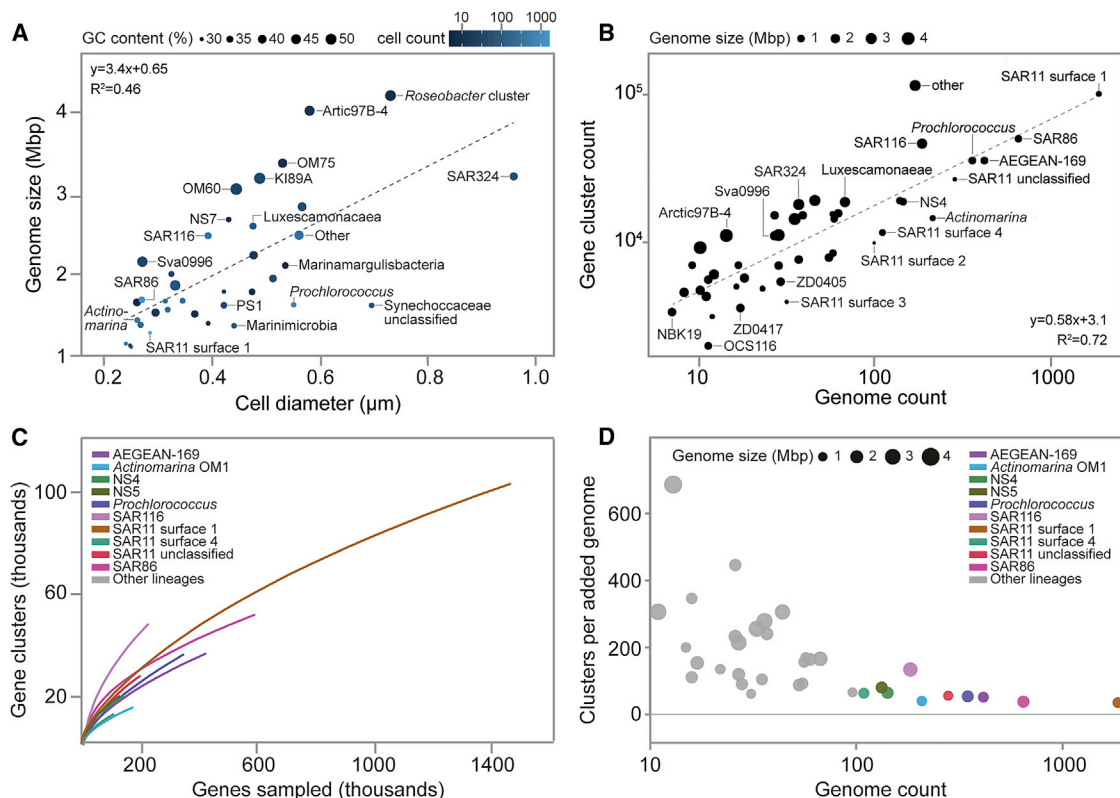 A
GC content (%) 30 35 40 45 50
cell count
10 100 1000
y=3.4x+0.65
R²=0.46
Roseobacter cluster
Artic97B-4
OM75
KI89A
OM60
SAR324
NS7
Luxescamonacaea
SAR116
Other
Sva0996
Marinamargulisbacteria
SAR86
Prochlorococcus
Actino-
marina
PS1
Synechoccaceae
unclassified
Marinimicrobia
SAR11 surface 1
Genome size (Mbp)
4
3
2
1
0.2 0.4 0.6 0.8 1.0
Cell diameter (µm)
B
Genome size (Mbp) 1 2 3 4
SAR11 surface 1
other
Prochlorococcus
SAR116
SAR86
AEGEAN-169
SAR324
Luxescamonaeae
SAR11 unclassified
Sva0996
NS4
Arctic97B-4
Actinomarina
SAR11 surface 4
SAR11 surface 2
ZD0405
SAR11 surface 3
NBK19
ZD0417
OCS116
y=0.58x+3.1
R²=0.72
Gene cluster count
10⁵
10⁴
10 100 1000
Genome count
C
AEGEAN-169
Actinomarina OM1
NS4
NS5
Prochlorococcus
SAR116
SAR11 surface 1
SAR11 surface 4
SAR11 unclassified
SAR86
Other lineages
Gene clusters (thousands)
100
60
20
200 600 1000 1400
Genes sampled (thousands)
D
Genome size (Mbp) 1 2 3 4
AEGEAN-169
Actinomarina OM1
NS4
NS5
Prochlorococcus
SAR116
SAR11 surface 1
SAR11 surface 4
SAR11 unclassified
SAR86
Other lineages
Clusters per added genome
600
400
200
0
10 100 1000
Genome count